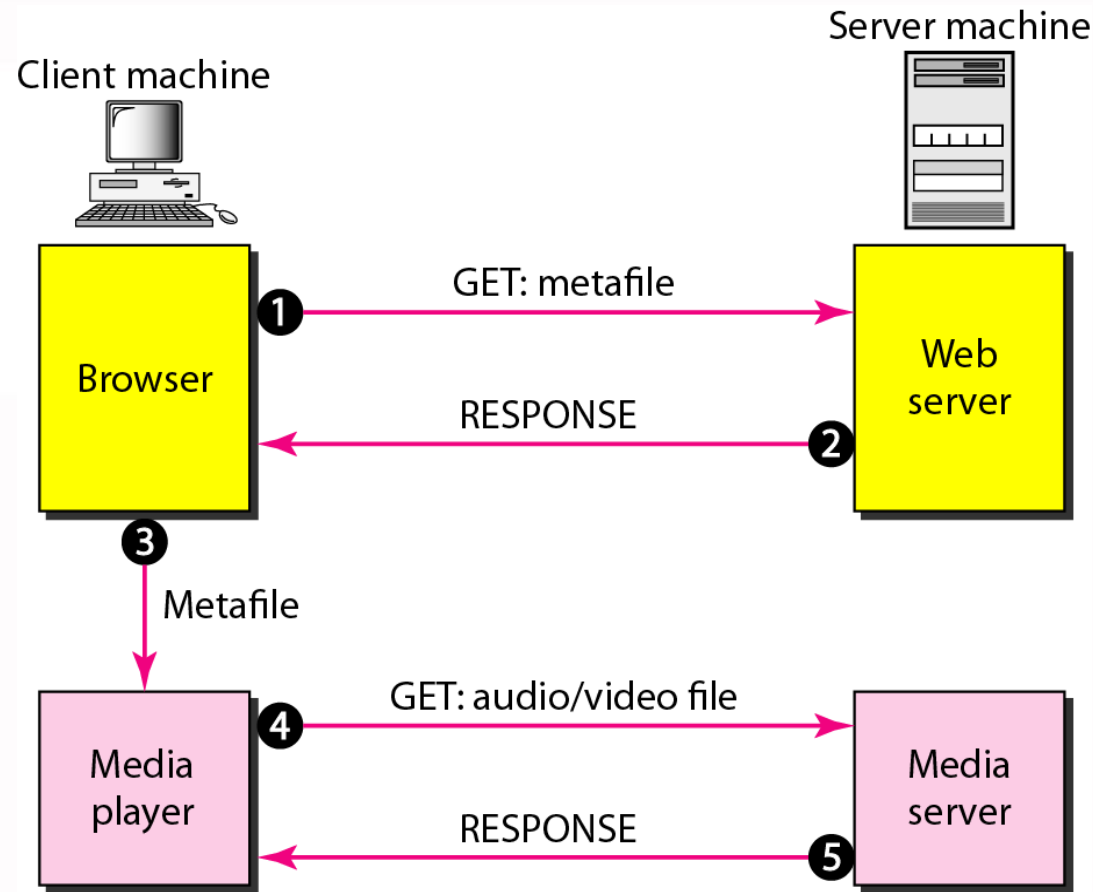 Server machine
Client machine
GET: metafile
1
Browser
Web
server
RESPONSE
2
3
Metafile
GET: audio/video file
4
Media
player
Media
server
RESPONSE
5